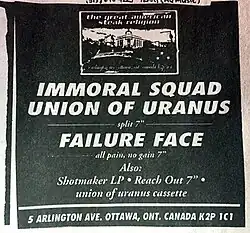 the great american
steak religion
IMMORAL SQUAD
UNION OF URANUS
split 7"
FAILURE FACE
all pain, no gain 7"
Also:
Shotmaker LP • Reach Out 7" •
union of uranus cassette
5 ARLINGTON AVE. OTTAWA, ONT. CANADA K2P 1C1